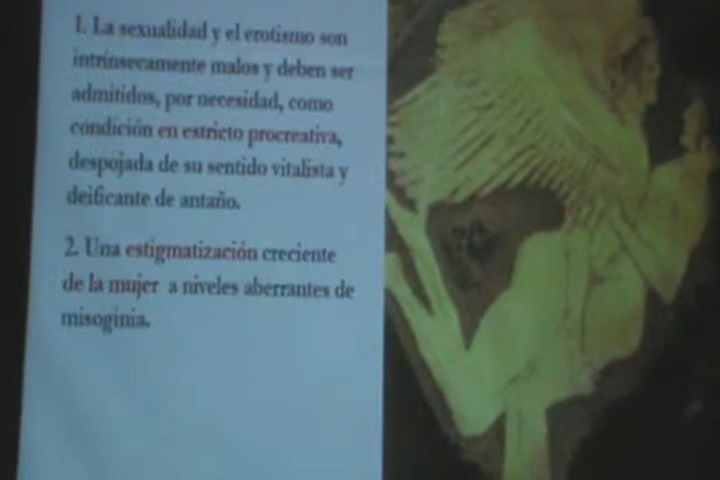 1. La sexualidad y el erotismo son
intrínsecamente malos y deben ser
admitidos, por necesidad, como
condición en estricto procreativa,
despojada de su sentido vitalista y
deificante de antaño.
2. Una estigmatización creciente
de la mujer a niveles aberrantes de
misoginia.